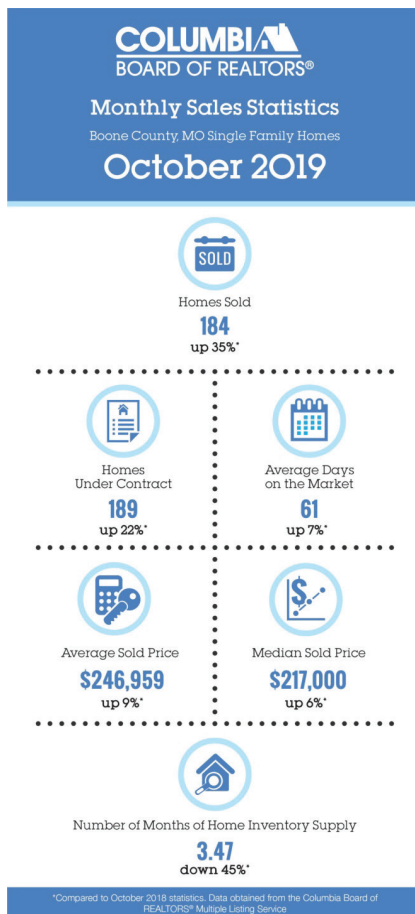 COLUMBIA
BOARD OF REALTORS®
Monthly Sales Statistics
Boone County, MO Single Family Homes
October 2019
SOLD
Homes Sold
184
up 35%*
Homes
Under Contract
189
up 22%*
Average Days
on the Market
61
up 7%*
Average Sold Price
$246,959
up 9%*
$
Median Sold Price
$217,000
up 6%*
Number of Months of Home Inventory Supply
3.47
down 45%*
*Compared to October 2018 statistics. Data obtained from the Columbia Board of
REALTORS® Multiple Listing Service